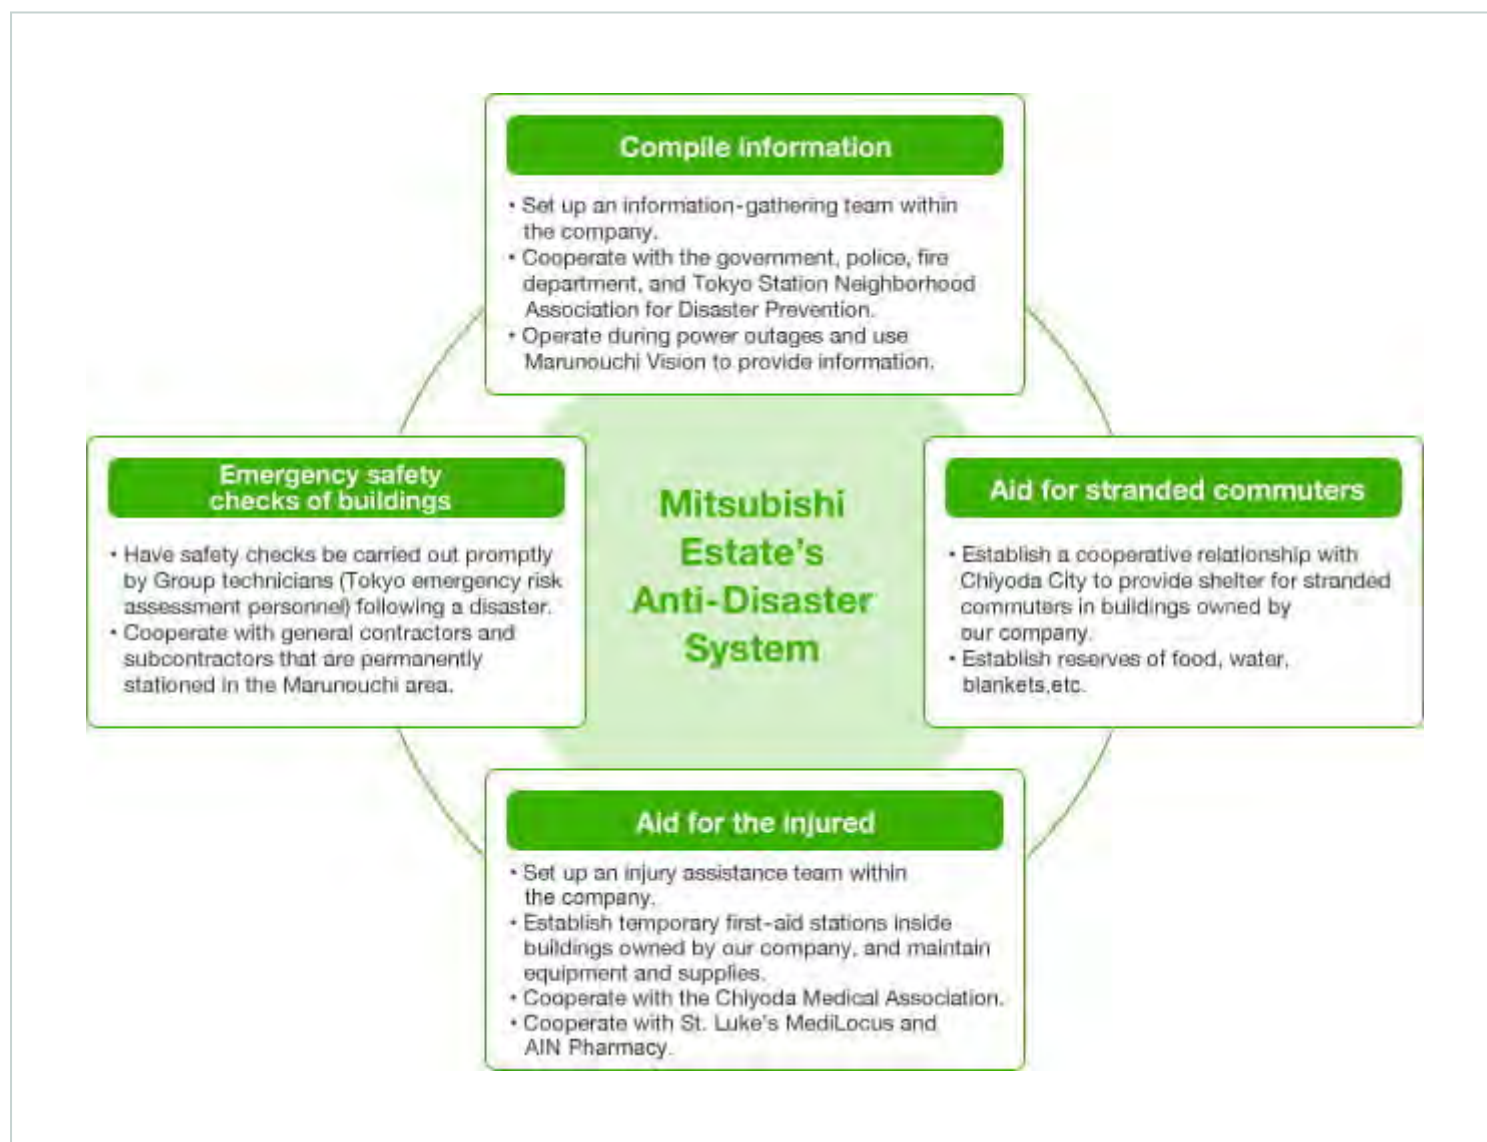 Compile information
• Set up an information-gathering team within
the company.
• Cooperate with the government, police, fire
department, and Tokyo Station Neighborhood
Association for Disaster Prevention.
• Operate during power outages and use
Marunouchi Vision to provide information.
Emergency safety
checks of buildings
• Have safety checks be carried out promptly
by Group technicians (Tokyo emergency risk
assessment personnel) following a disaster.
• Cooperate with general contractors and
subcontractors that are permanently
stationed in the Marunouchi area.
Mitsubishi
Estate's
Anti-Disaster
System
Aid for stranded commuters
• Establish a cooperative relationship with
Chiyoda City to provide shelter for stranded
commuters in buildings owned by
our company.
• Establish reserves of food, water,
blankets,etc.
Aid for the injured
• Set up an injury assistance team within
the company.
• Establish temporary first-aid stations inside
buildings owned by our company, and maintain
equipment and supplies.
• Cooperate with the Chiyoda Medical Association.
• Cooperate with St. Luke's MediLocus and
AIN Pharmacy.